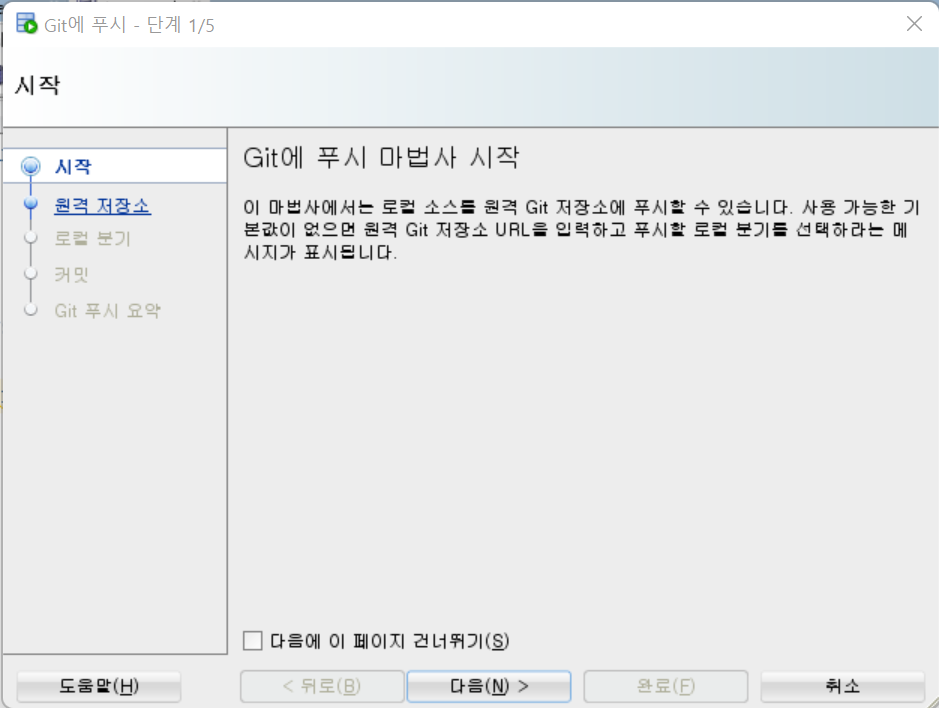 Git에 푸시 - 단계 1/5
시작
시작
원격 저장소
로컬 분기
커밋
Git 푸시 요약
Git에 푸시 마법사 시작
이 마법사에서는 로컬 소스를 원격 Git 저장소에 푸시할 수 있습니다. 사용 가능한 기
본값이 없으면 원격 Git 저장소 URL을 입력하고 푸시할 로컬 분기를 선택하라는 메
시지가 표시됩니다.
다음에 이 페이지 건너뛰기(S)
도움말(H)
< 뒤로(B)
다음(N) >
완료(F)
취소